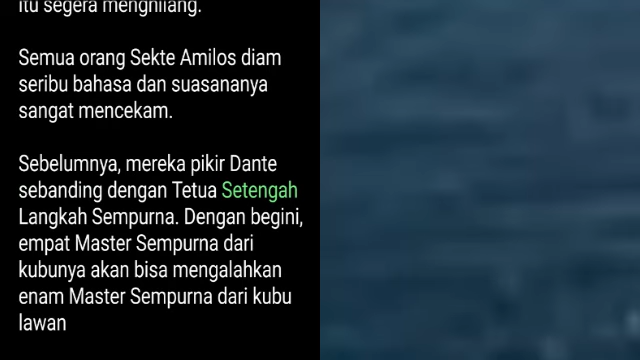 itu segera menghilang.
Semua orang Sekte Amilos diam
seribu bahasa dan suasananya
sangat mencekam.
Sebelumnya, mereka pikir Dante
sebanding dengan Tetua Setengah
Langkah Sempurna. Dengan begini,
empat Master Sempurna dari
kubunya akan bisa mengalahkan
enam Master Sempurna dari kubu
lawan